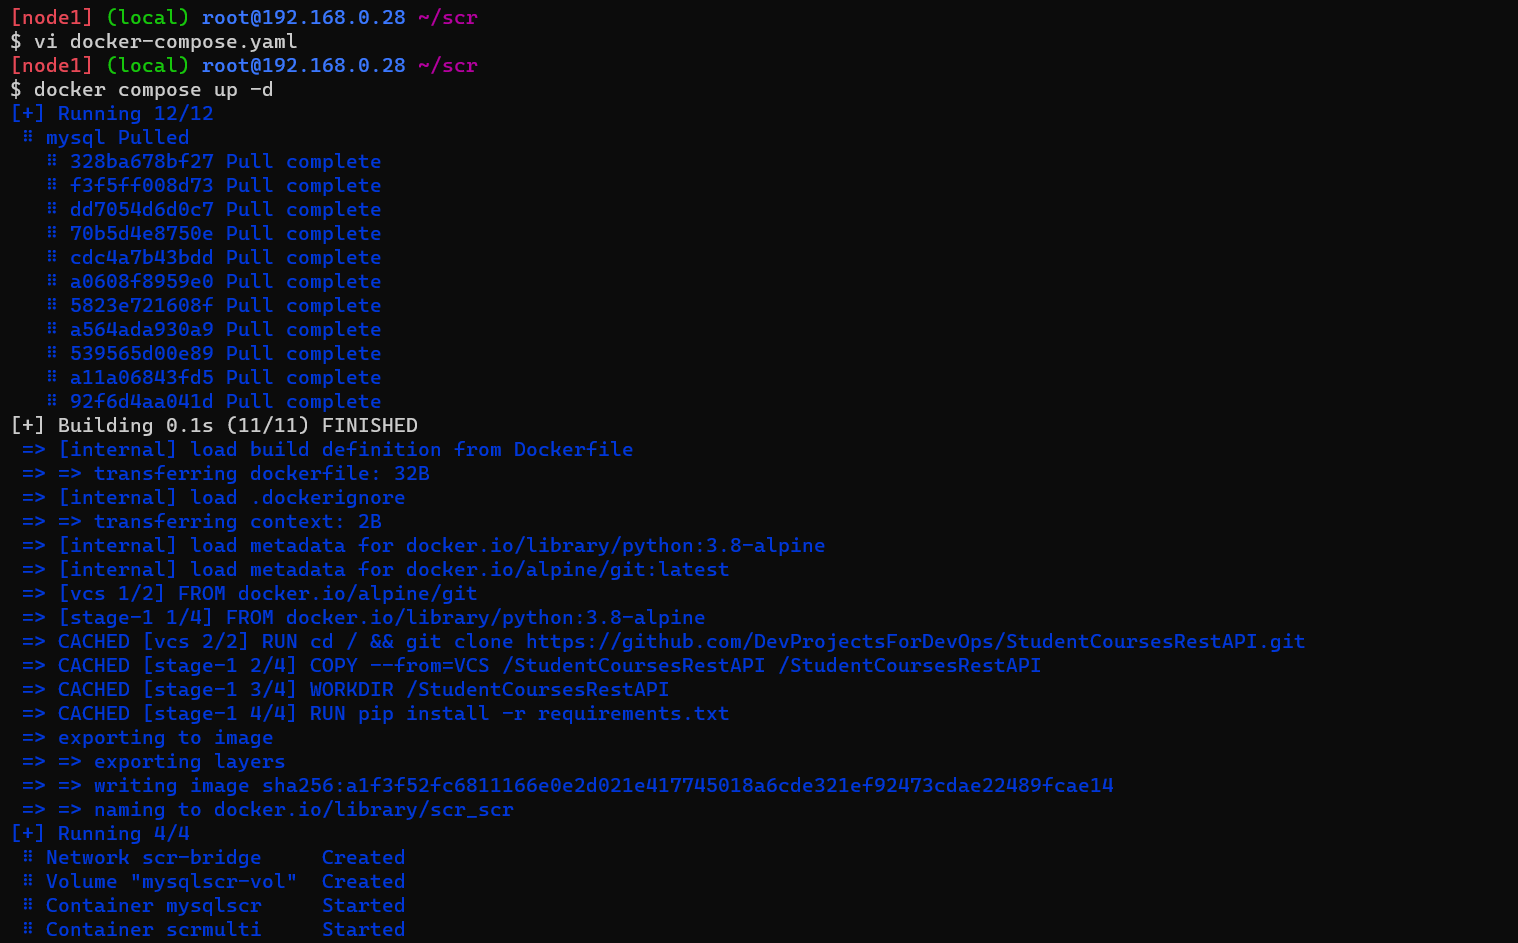 [node1] (local) root@192.168.0.28 ~/scr
$ vi docker-compose.yaml
[node1] (local) root@192.168.0.28 ~/scr
$ docker compose up -d
[+] Running 12/12
⠿ mysql Pulled
⠿ 328ba678bf27 Pull complete
⠿ f3f5ff008d73 Pull complete
⠿ dd7054d6d0c7 Pull complete
⠿ 70b5d4e8750e Pull complete
⠿ cdc4a7b43bdd Pull complete
⠿ a0608f8959e0 Pull complete
⠿ 5823e721608f Pull complete
⠿ a564ada930a9 Pull complete
⠿ 539565d00e89 Pull complete
⠿ a11a06843fd5 Pull complete
⠿ 92f6d4aa041d Pull complete
[+] Building 0.1s (11/11) FINISHED
=> [internal] load build definition from Dockerfile
=> => transferring dockerfile: 32B
=> [internal] load .dockerignore
=> => transferring context: 2B
=> [internal] load metadata for docker.io/library/python:3.8-alpine
=> [internal] load metadata for docker.io/alpine/git:latest
=> [vcs 1/2] FROM docker.io/alpine/git
=> [stage-1 1/4] FROM docker.io/library/python:3.8-alpine
=> CACHED [vcs 2/2] RUN cd / && git clone https://github.com/DevProjectsForDevOps/StudentCoursesRestAPI.git
=> CACHED [stage-1 2/4] COPY --from=VCS /StudentCoursesRestAPI /StudentCoursesRestAPI
=> CACHED [stage-1 3/4] WORKDIR /StudentCoursesRestAPI
=> CACHED [stage-1 4/4] RUN pip install -r requirements.txt
=> exporting to image
=> => exporting layers
=> => writing image sha256:a1f3f52fc6811166e0e2d021e417745018a6cde321ef92473cdae22489fcae14
=> => naming to docker.io/library/scr_scr
[+] Running 4/4
⠿ Network scr-bridge Created
⠿ Volume "mysqlscr-vol" Created
⠿ Container mysqlscr Started
⠿ Container scrmulti Started